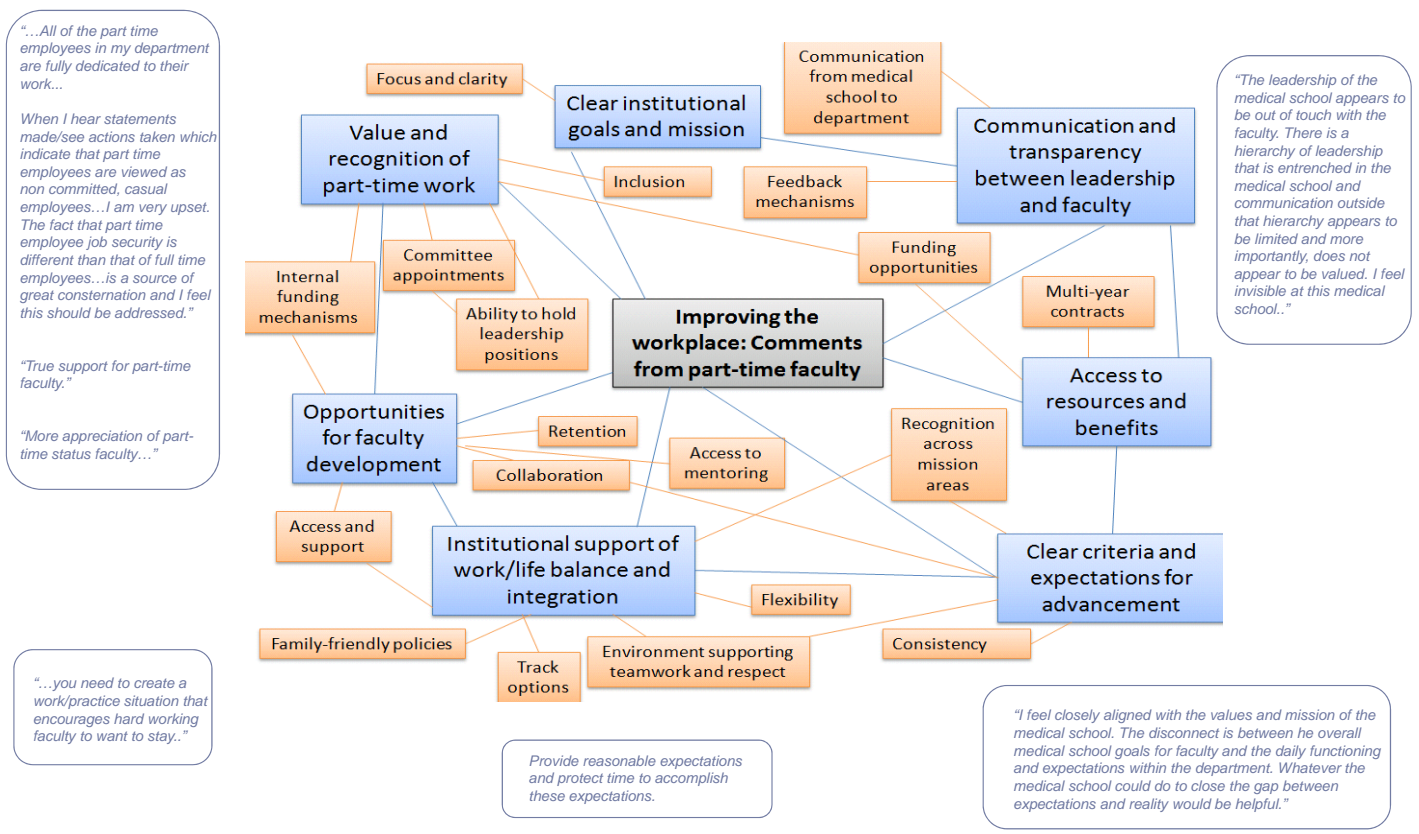 “…All of the part time
employees in my department
are fully dedicated to their
work...
When I hear statements
made/see actions taken which
indicate that part time
employees are viewed as
non committed, casual
employees…I am very upset.
The fact that part time
employee job security is
different than that of full time
employees…is a source of
great consternation and I feel
this should be addressed.”
“True support for part-time
faculty.”
“More appreciation of part-
time status faculty…”
Focus and clarity
Clear institutional
goals and mission
Communication
from medical
school to
department
Value and
recognition of
part-time work
Communication and
transparency
between leadership
and faculty
Inclusion
Feedback
mechanisms
Committee
appointments
Funding
opportunities
Internal
funding
mechanisms
Ability to hold
leadership
positions
Multi-year
contracts
Improving the
workplace: Comments
from part-time faculty
Access to
resources and
benefits
Opportunities
for faculty
development
Retention
Collaboration
Access to
mentoring
Recognition
across
mission
areas
Access and
support
Institutional support of
work/life balance and
integration
Clear criteria and
expectations for
advancement
Flexibility
Family-friendly policies
Track
options
Environment supporting
teamwork and respect
Consistency
“The leadership of the
medical school appears to
be out of touch with the
faculty. There is a
hierarchy of leadership
that is entrenched in the
medical school and
communication outside
that hierarchy appears to
be limited and more
importantly, does not
appear to be valued. I feel
invisible at this medical
school..”
“…you need to create a
work/practice situation that
encourages hard working
faculty to want to stay..”
Provide reasonable expectations
and protect time to accomplish
these expectations.
“I feel closely aligned with the values and mission of the
medical school. The disconnect is between he overall
medical school goals for faculty and the daily functioning
and expectations within the department. Whatever the
medical school could do to close the gap between
expectations and reality would be helpful.”